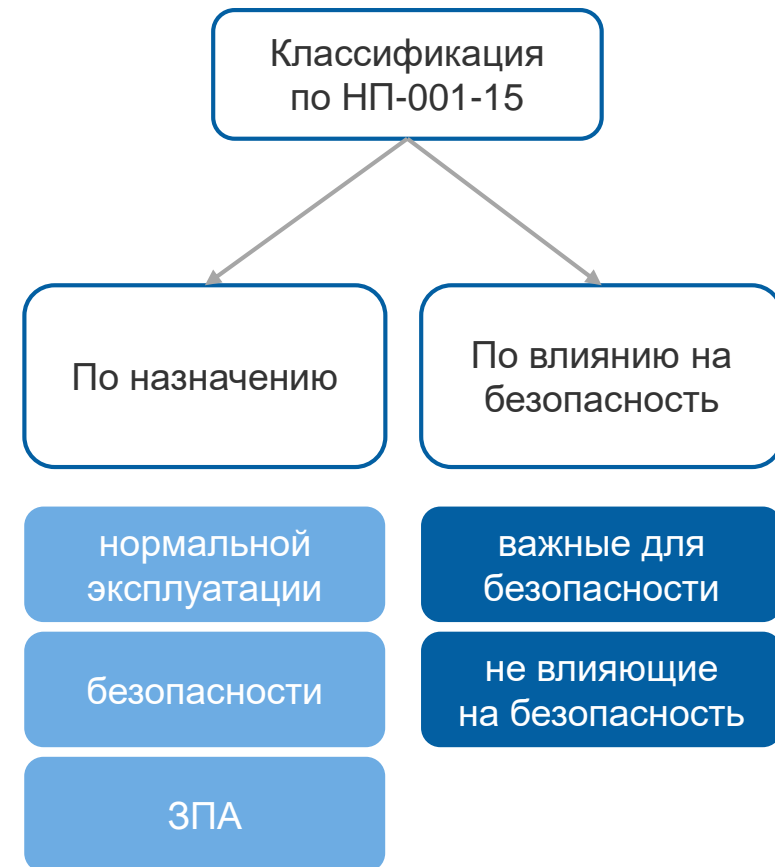 Классификация
по НП-001-15
По назначению
По влиянию на
безопасность
нормальной
эксплуатации
безопасности
ЗПА
важные для
безопасности
не влияющие
на безопасность